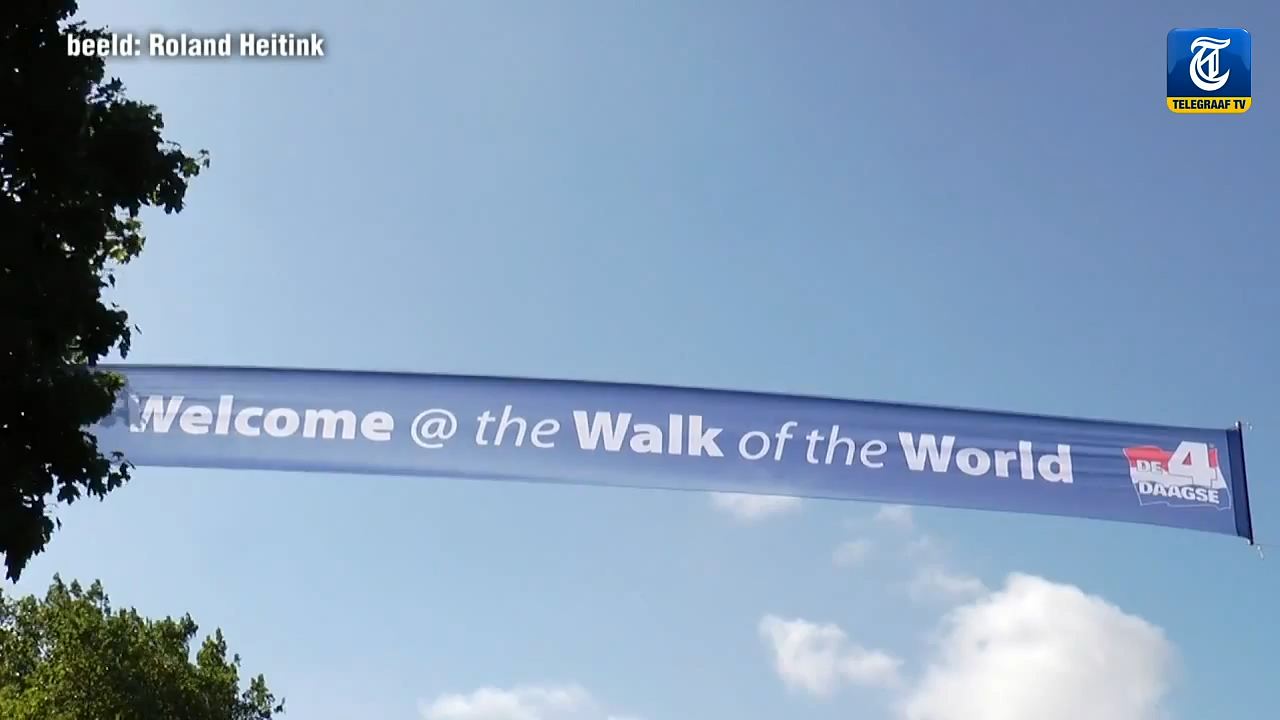 beeld: Roland Heitink
TELEGRAAF TV
Welcome @ the Walk of the World
DE 4
DAAGSE